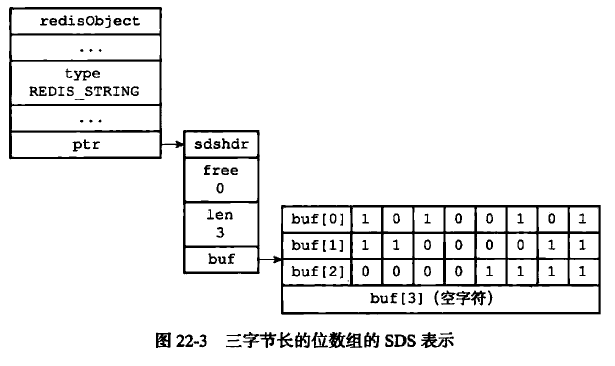 redisObject
...
type
REDIS_STRING
...
ptr
sdshdr
free
0
len
3
buf
buf[0] 1 0 1 0 0 1 0 1
buf[1] 1 1 0 0 0 0 1 1
buf[2] 0 0 0 0 1 1 1 1
buf[3] (空字符)
图 22-3 三字节长的位数组的 SDS 表示